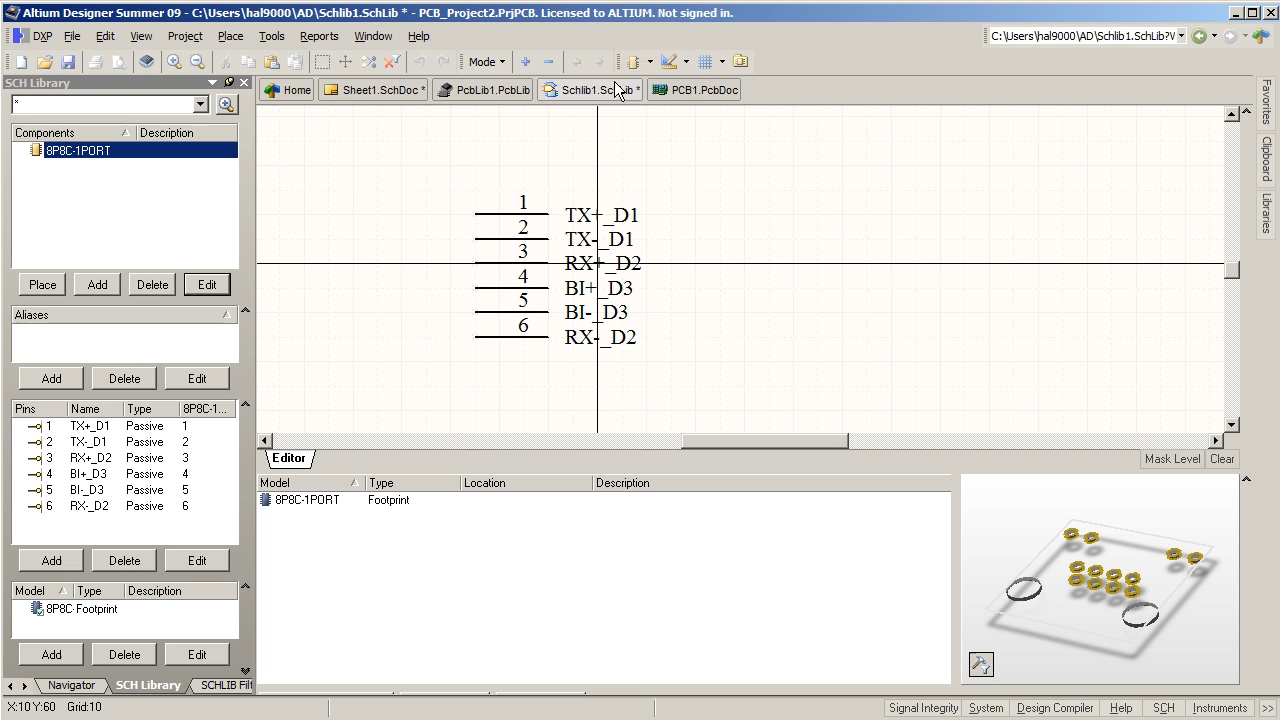 Altium Designer Summer 09 - C:\Users\hal9000\AD\Schlib1.SchLib * - PCB_Project2.PrjPCB. Licensed to ALTIUM. Not signed in.
DXP File Edit View Project Place Tools Reports Window Help C:\Users\hal9000\AD\Schlib1.SchLib?V
Mode
SCH Library
Home Sheet1.SchDoc * PcbLib1.PcbLib Schlib1.SchLib * PCB1.PcbDoc
*
Components Description
8P8C-1PORT
Place Add Delete Edit
Aliases
Add Delete Edit
Pins Name Type 8P8C-1...
1 TX+_D1 Passive 1
2 TX-_D1 Passive 2
3 RX+_D2 Passive 3
4 BI+_D3 Passive 4
5 BI-_D3 Passive 5
6 RX-_D2 Passive 6
Add Delete Edit
Model Type Description
8P8C- Footprint
Add Delete Edit
Navigator SCH Library SCHLIB Filt
1 TX+_D1
2 TX-_D1
3 RX+_D2
4 BI+_D3
5 BI-_D3
6 RX-_D2
Editor Mask Level Clear
Model Type Location Description
8P8C-1PORT Footprint
Favorites
Clipboard
Libraries
X:10 Y:60 Grid:10 Signal Integrity System Design Compiler Help SCH Instruments >>